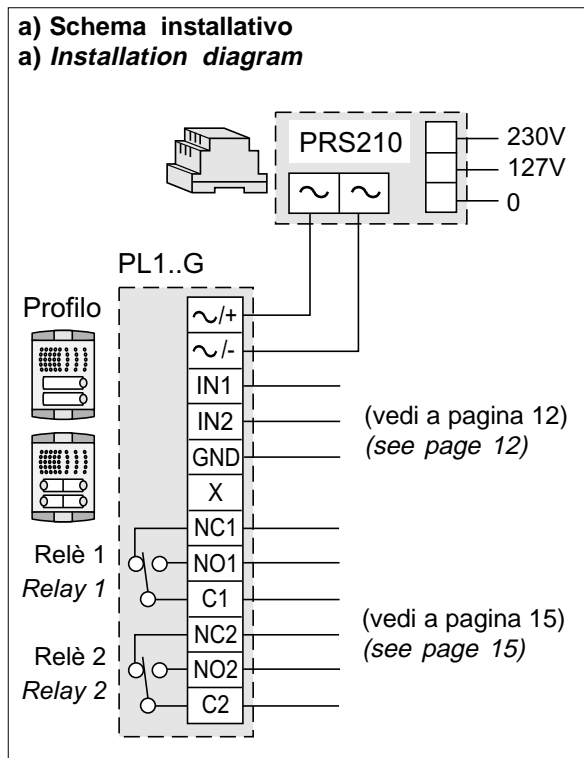 a) Schema installativo
a) Installation diagram
PRS210
230V
127V
0
PL1..G
Profilo
~/+
~/-
IN1
IN2
GND
X
NC1
NO1
C1
NC2
NO2
C2
(vedi a pagina 12)
(see page 12)
Relè 1
Relay 1
(vedi a pagina 15)
(see page 15)
Relè 2
Relay 2